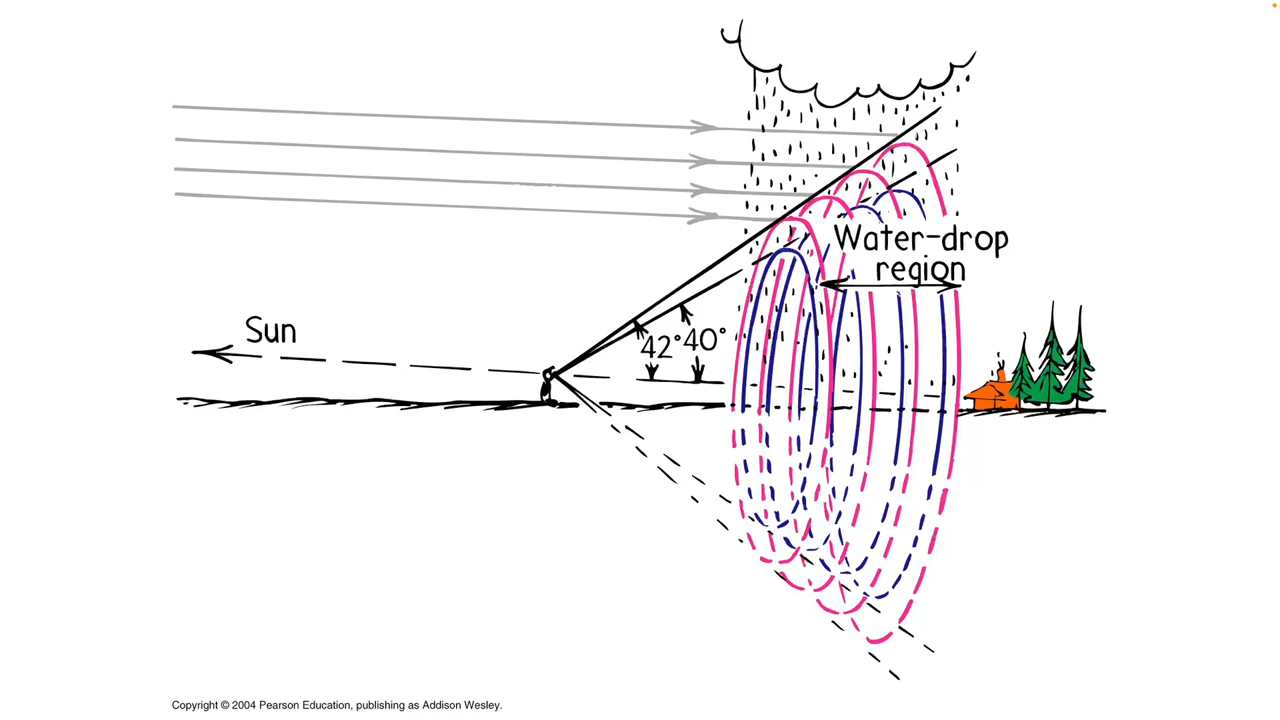 Water-drop
region
Sun
42° 40°
Copyright © 2004 Pearson Education, publishing as Addison Wesley.